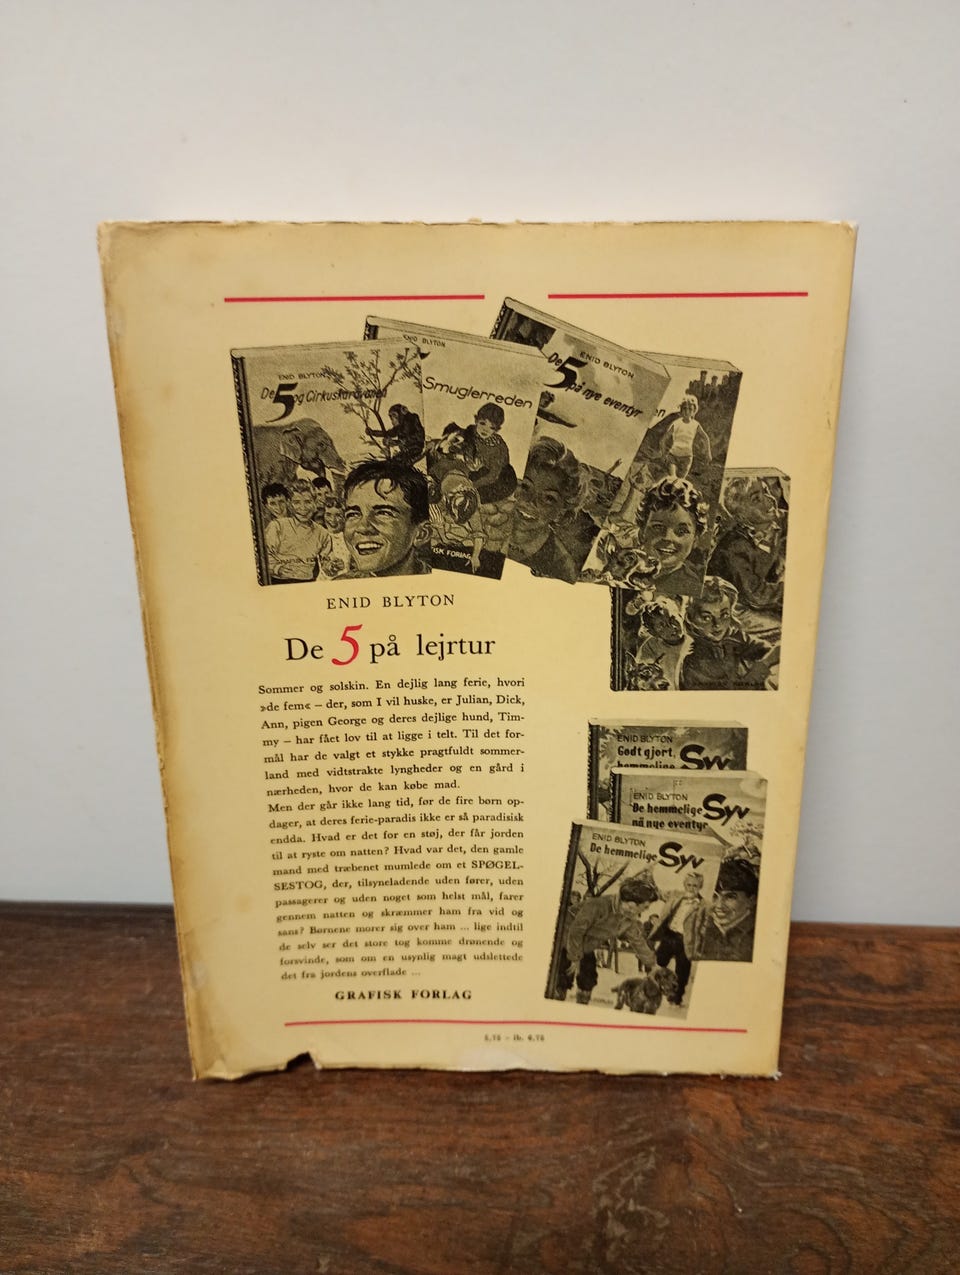 ENID BLYTON
De 5 og Cirkuskaravanen
GRAFISK FORLAG
ENID BLYTON
Smuglerreden
FISK FORLAG
ENID BLYTON
De 5 på nye eventyr
en
ENID BLYTON
De 5 på lejrtur
Sommer og solskin. En dejlig lang ferie, hvori
»de fem« – der, som I vil huske, er Julian, Dick,
Ann, pigen George og deres dejlige hund, Tim-
my – har fået lov til at ligge i telt. Til det for-
mål har de valgt et stykke pragtfuldt sommer-
land med vidtstrakte lyngheder og en gård i
nærheden, hvor de kan købe mad.
Men der går ikke lang tid, før de fire børn op-
dager, at deres ferie-paradis ikke er så paradisisk
endda. Hvad er det for en støj, der får jorden
til at ryste om natten? Hvad var det, den gamle
mand med træbenet mumlede om et SPØGEL-
SESTOG, der, tilsyneladende uden fører, uden
passagerer og uden noget som helst mål, farer
gennem natten og skræmmer ham fra vid og
sans? Børnene morer sig over ham ... lige indtil
de selv ser det store tog komme drønende og
forsvinde, som om en usynlig magt udslettede
det fra jordens overflade ...
GRAFISK FORLAG
ENID BLYTON
Godt gjort,
hemmelige Syv
ENID BLYTON
De hemmelige Syv
på nye eventyr
ENID BLYTON
De hemmelige Syv